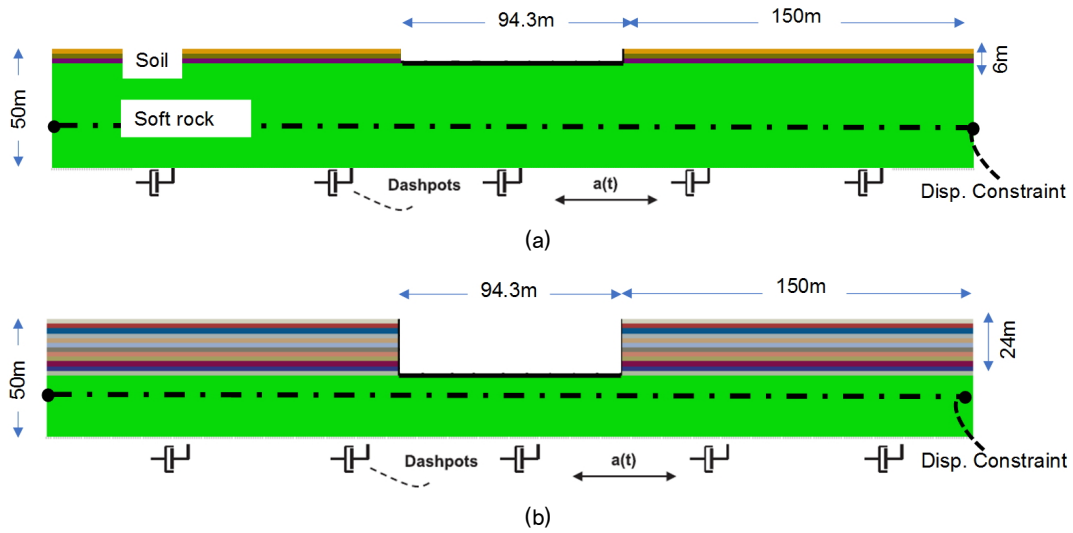 94.3m
150m
Soil
6m
50m
Soft rock
Dashpots
a(t)
Disp. Constraint
(a)
94.3m
150m
24m
50m
Dashpots
a(t)
Disp. Constraint
(b)